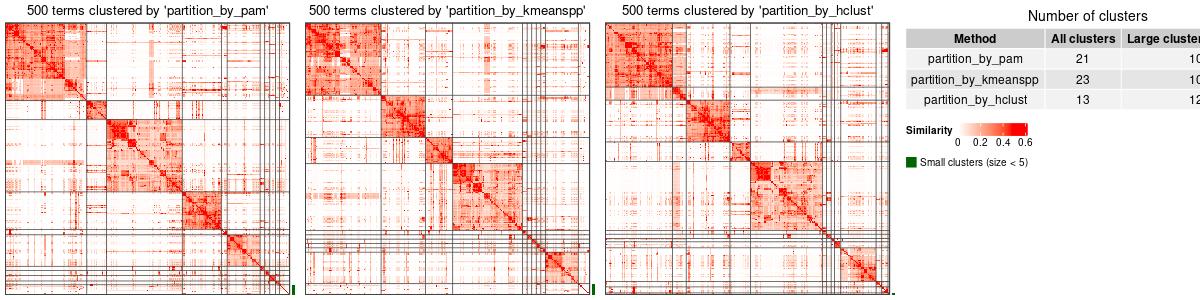 500 terms clustered by 'partition_by_pam'
500 terms clustered by 'partition_by_kmeanspp'
500 terms clustered by 'partition_by_hclust'
Number of clusters
Method All clusters Large cluster
partition_by_pam 21 10
partition_by_kmeanspp 23 10
partition_by_hclust 13 12
Similarity
0 0.2 0.4 0.6
Small clusters (size < 5)